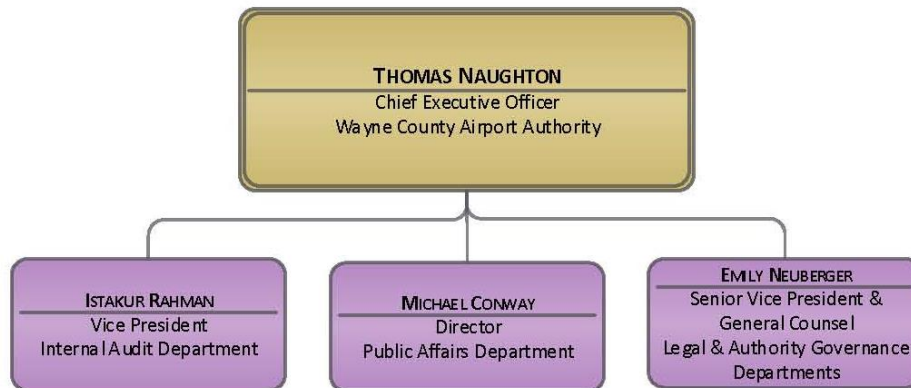 THOMAS NAUGHTON
Chief Executive Officer
Wayne County Airport Authority
ISTAKUR RAHMAN
Vice President
Internal Audit Department
MICHAEL CONWAY
Director
Public Affairs Department
EMILY NEUBERGER
Senior Vice President &
General Counsel
Legal & Authority Governance
Departments